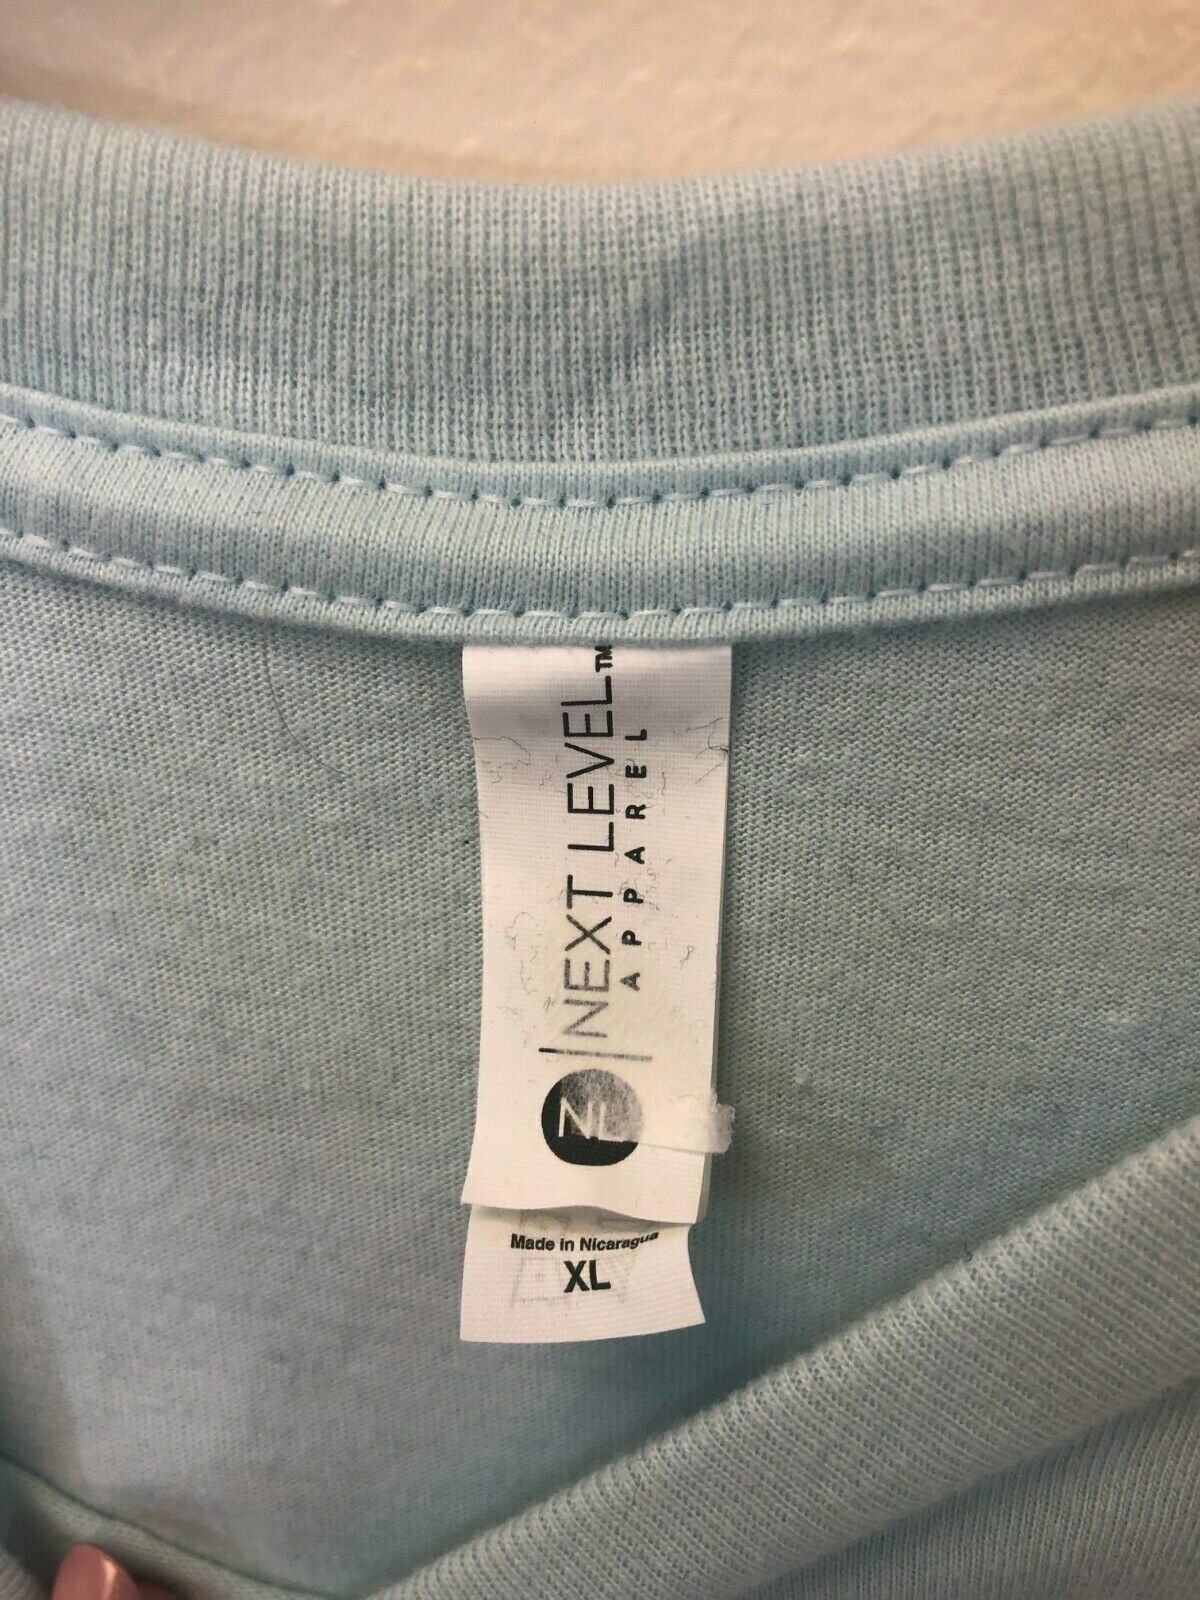 NEXT LEVEL™
APPAREL
NL
Made in Nicaragua
XL